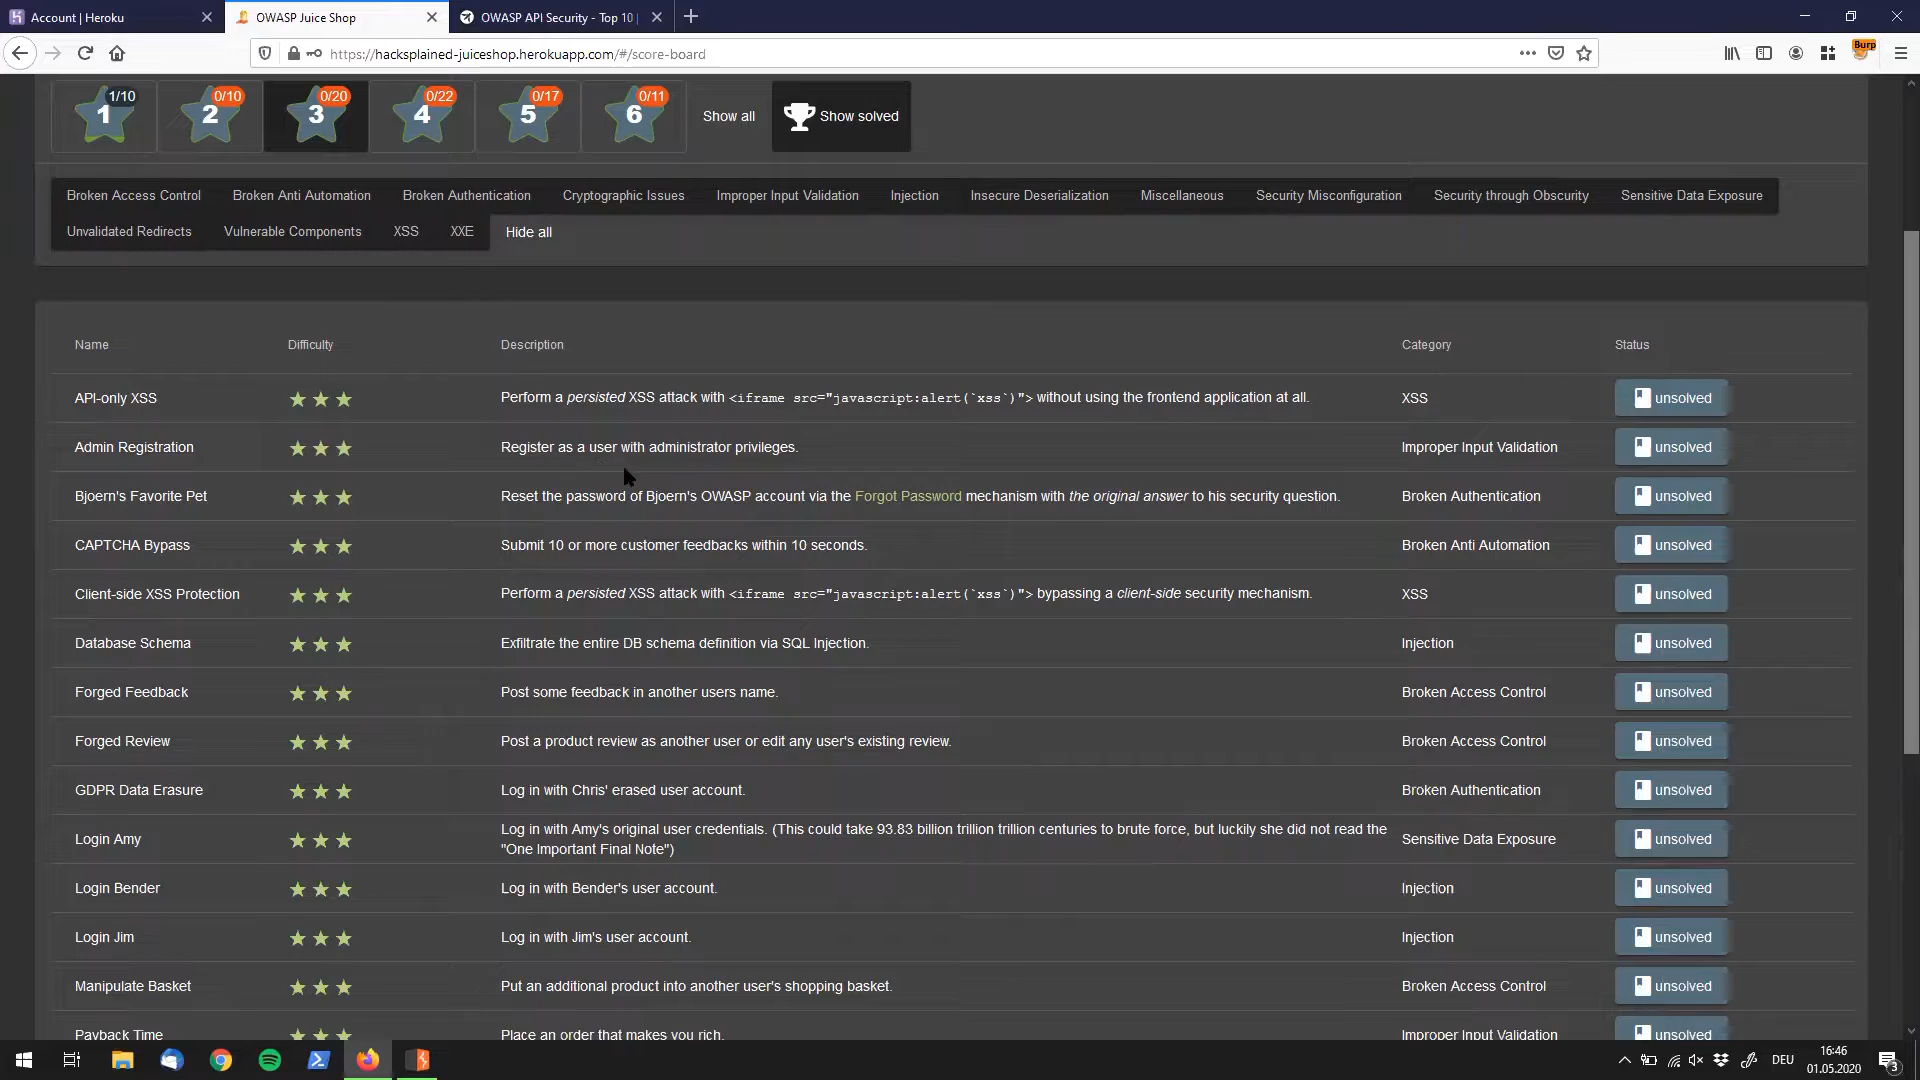 Account | Heroku
OWASP Juice Shop
OWASP API Security - Top 10 |
https://hacksplained-juiceshop.herokuapp.com/#/score-board
Burp
1 1/10
2 0/10
3 0/20
4 0/22
5 0/17
6 0/11
Show all
Show solved
Broken Access Control Broken Anti Automation Broken Authentication Cryptographic Issues Improper Input Validation Injection Insecure Deserialization Miscellaneous Security Misconfiguration Security through Obscurity Sensitive Data Exposure
Unvalidated Redirects Vulnerable Components XSS XXE Hide all
Name Difficulty Description Category Status
API-only XSS Perform a persisted XSS attack with <iframe src="javascript:alert(`xss`)"> without using the frontend application at all. XSS unsolved
Admin Registration Register as a user with administrator privileges. Improper Input Validation unsolved
Bjoern's Favorite Pet Reset the password of Bjoern's OWASP account via the Forgot Password mechanism with the original answer to his security question. Broken Authentication unsolved
CAPTCHA Bypass Submit 10 or more customer feedbacks within 10 seconds. Broken Anti Automation unsolved
Client-side XSS Protection Perform a persisted XSS attack with <iframe src="javascript:alert(`xss`)"> bypassing a client-side security mechanism. XSS unsolved
Database Schema Exfiltrate the entire DB schema definition via SQL Injection. Injection unsolved
Forged Feedback Post some feedback in another users name. Broken Access Control unsolved
Forged Review Post a product review as another user or edit any user's existing review. Broken Access Control unsolved
GDPR Data Erasure Log in with Chris' erased user account. Broken Authentication unsolved
Login Amy Log in with Amy's original user credentials. (This could take 93.83 billion trillion trillion centuries to brute force, but luckily she did not read the
"One Important Final Note") Sensitive Data Exposure unsolved
Login Bender Log in with Bender's user account. Injection unsolved
Login Jim Log in with Jim's user account. Injection unsolved
Manipulate Basket Put an additional product into another user's shopping basket. Broken Access Control unsolved
Payback Time Place an order that makes you rich. Improper Input Validation unsolved
DEU
16:46
01.05.2020
3